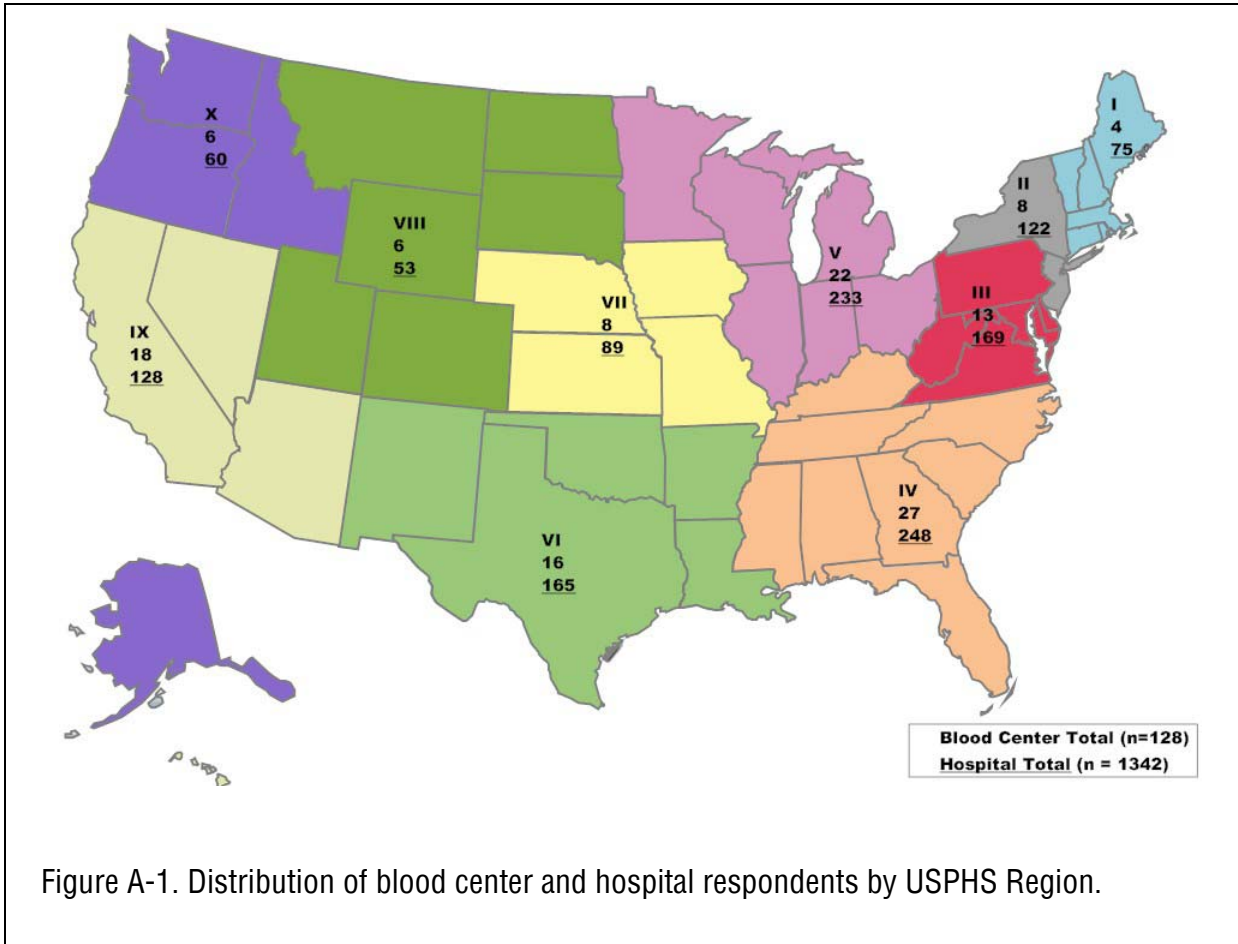 X
6
60
VIII
6
53
IX
18
128
VII
8
89
VI
16
165
V
22
233
IV
27
248
III
13
169
II
8
122
I
4
75
Blood Center Total (n=128)
Hospital Total (n = 1342)
Figure A-1. Distribution of blood center and hospital respondents by USPHS Region.